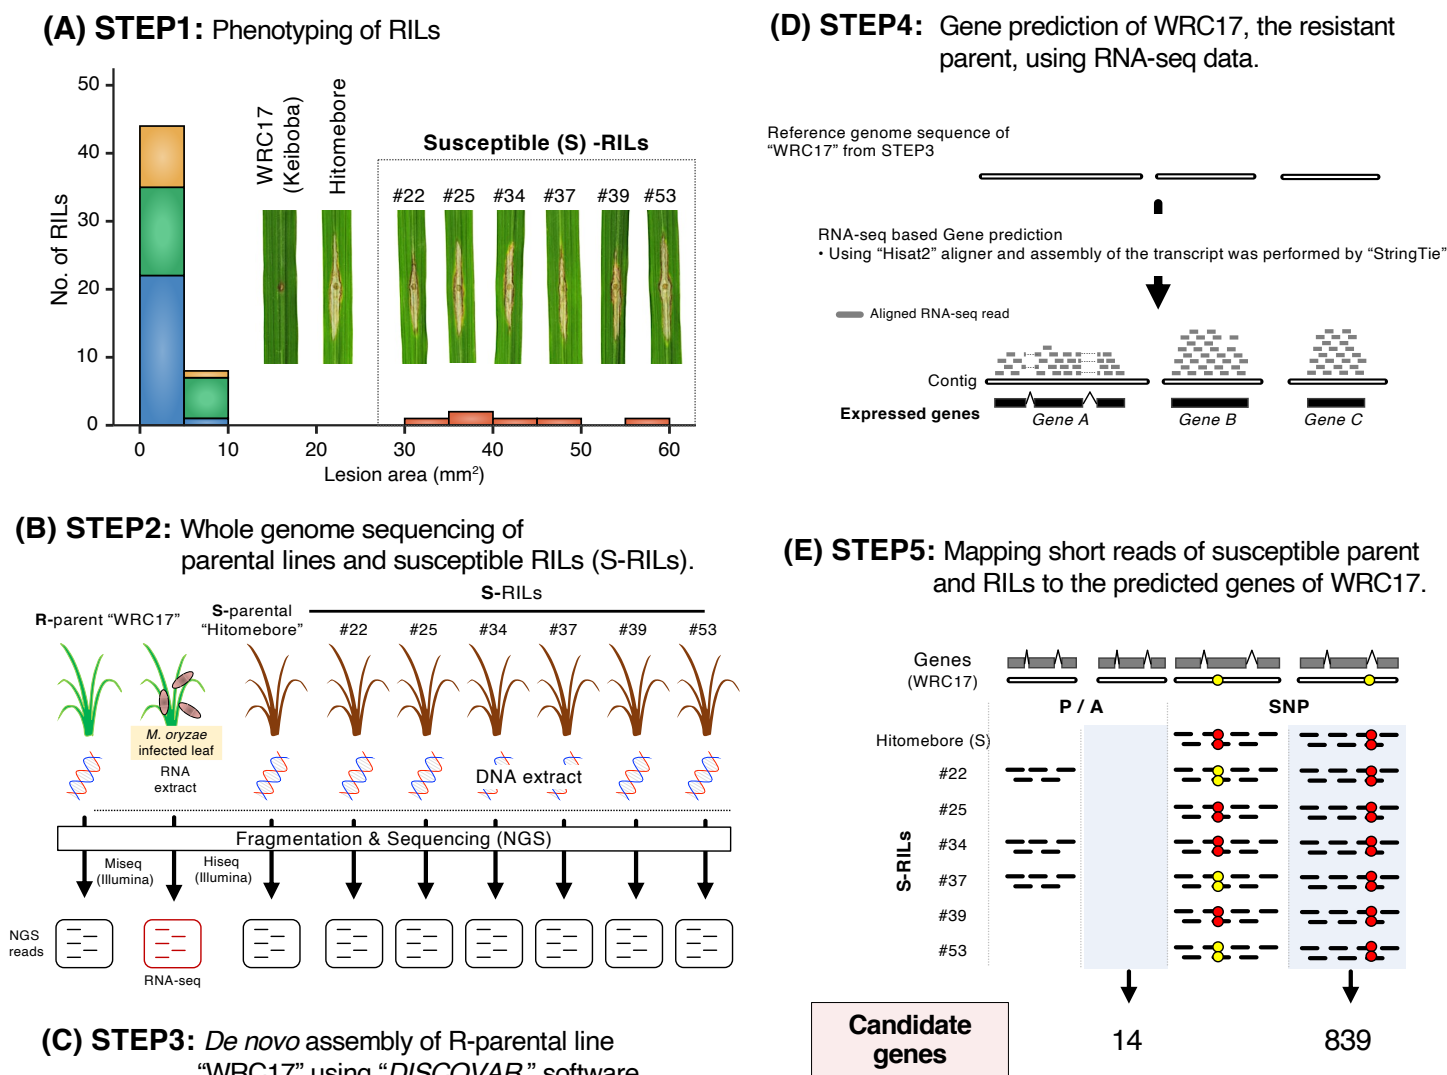 (A) STEP1: Phenotyping of RILs
50
40
30
20
10
0
No. of RILs
WRC17
(Keiboba)
Hitomebore
Susceptible (S) -RILs
#22 #25 #34 #37 #39 #53
0 10 20 30 40 50 60
Lesion area (mm²)
(B) STEP2: Whole genome sequencing of
parental lines and susceptible RILs (S-RILs).
S-RILs
R-parent “WRC17”
S-parental
“Hitomebore”
#22 #25 #34 #37 #39 #53
M. oryzae
infected leaf
RNA
extract
DNA extract
Fragmentation & Sequencing (NGS)
Miseq
(Illumina)
Hiseq
(Illumina)
NGS
reads
RNA-seq
(C) STEP3: De novo assembly of R-parental line
“WRC17” using “DISCOVAR” software
(D) STEP4: Gene prediction of WRC17, the resistant
parent, using RNA-seq data.
Reference genome sequence of
“WRC17” from STEP3
RNA-seq based Gene prediction
• Using “Hisat2” aligner and assembly of the transcript was performed by “StringTie”
Aligned RNA-seq read
Contig
Expressed genes
Gene A Gene B Gene C
(E) STEP5: Mapping short reads of susceptible parent
and RILs to the predicted genes of WRC17.
Genes
(WRC17)
P / A SNP
Hitomebore (S)
#22
#25
#34
#37
#39
#53
S-RILs
Candidate
genes
14 839